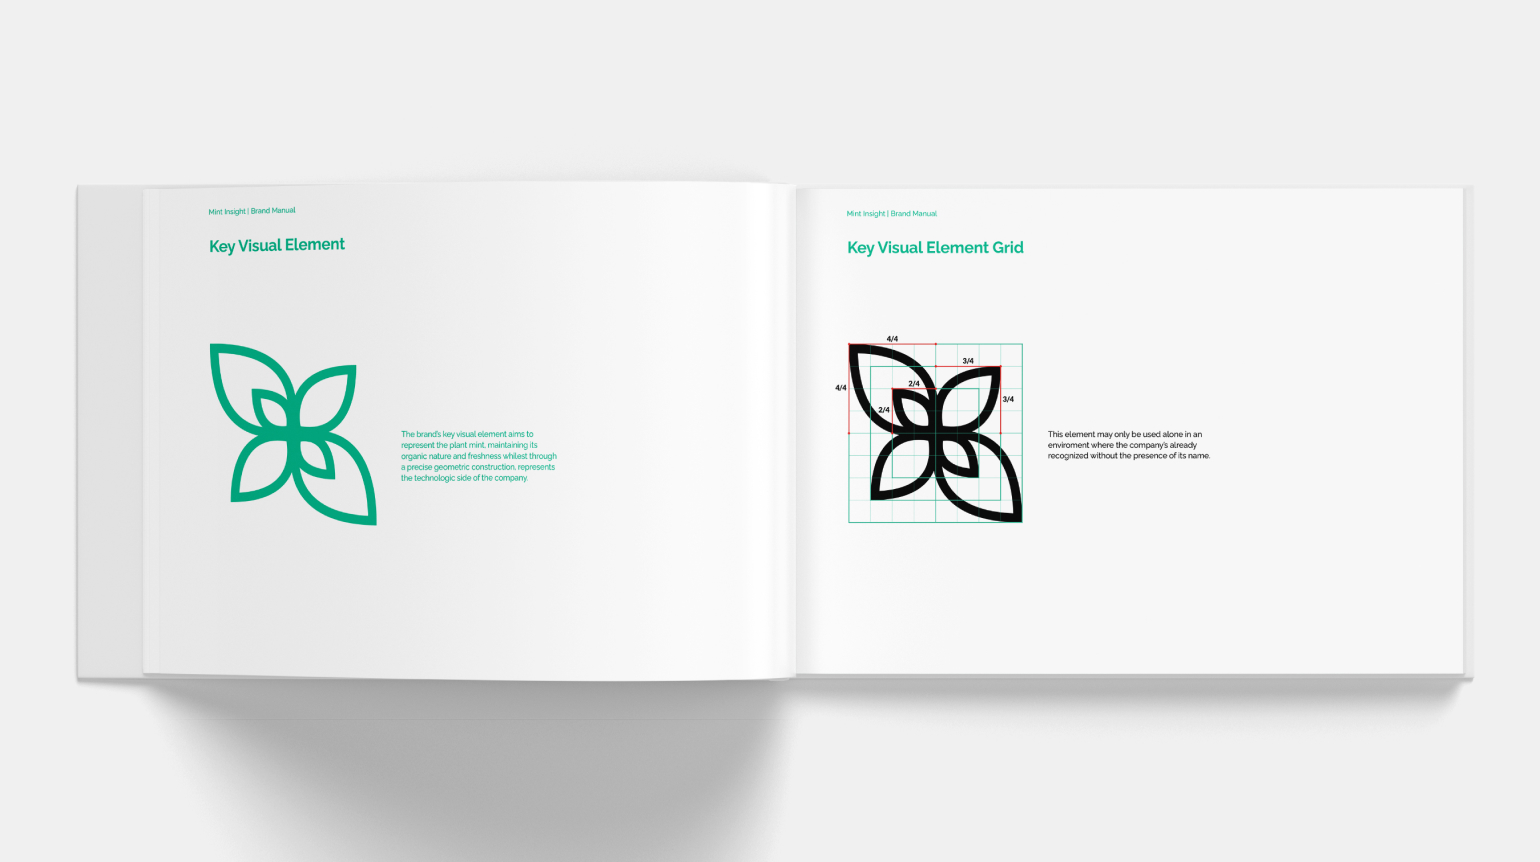 Mint Insight | Brand Manual
Key Visual Element
The brand's key visual element aims to
represent the plant mint, maintaining its
organic nature and freshness whilest through
a precise geometric construction, represents
the technologic side of the company.
Mint Insight | Brand Manual
Key Visual Element Grid
4/4
3/4
4/4
2/4
3/4
2/4
This element may only be used alone in an
enviroment where the company's already
recognized without the presence of its name.